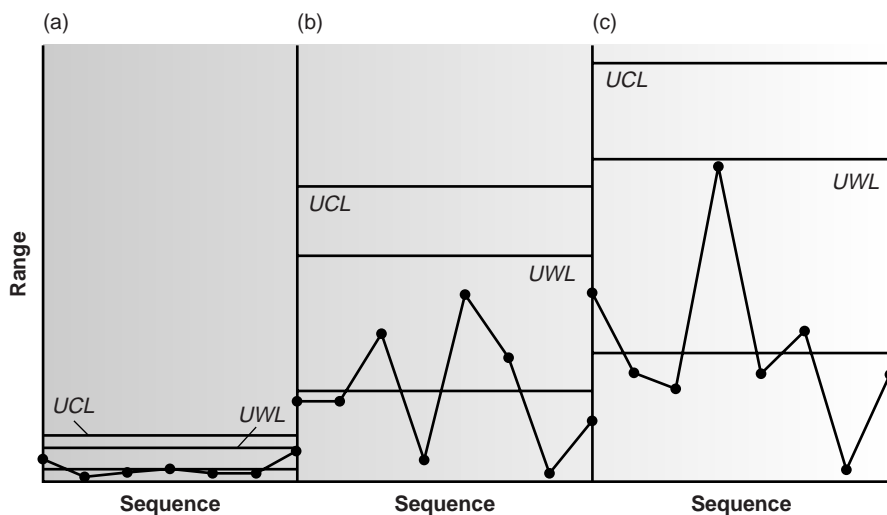 (a)
(b)
(c)
UCL
UWL
UCL
UWL
UCL
UWL
Range
Sequence
Sequence
Sequence